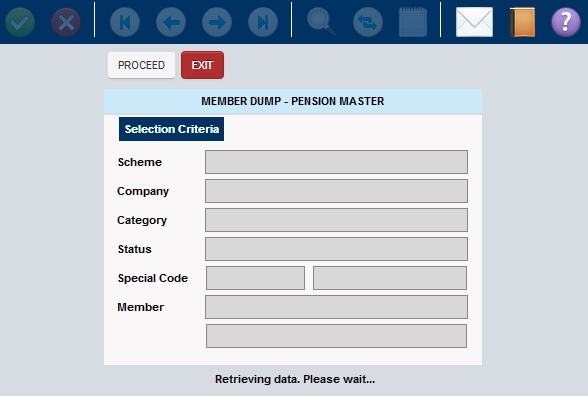 ?
PROCEED EXIT
MEMBER DUMP - PENSION MASTER
Selection Criteria
Scheme
Company
Category
Status
Special Code
Member
Retrieving data. Please wait...